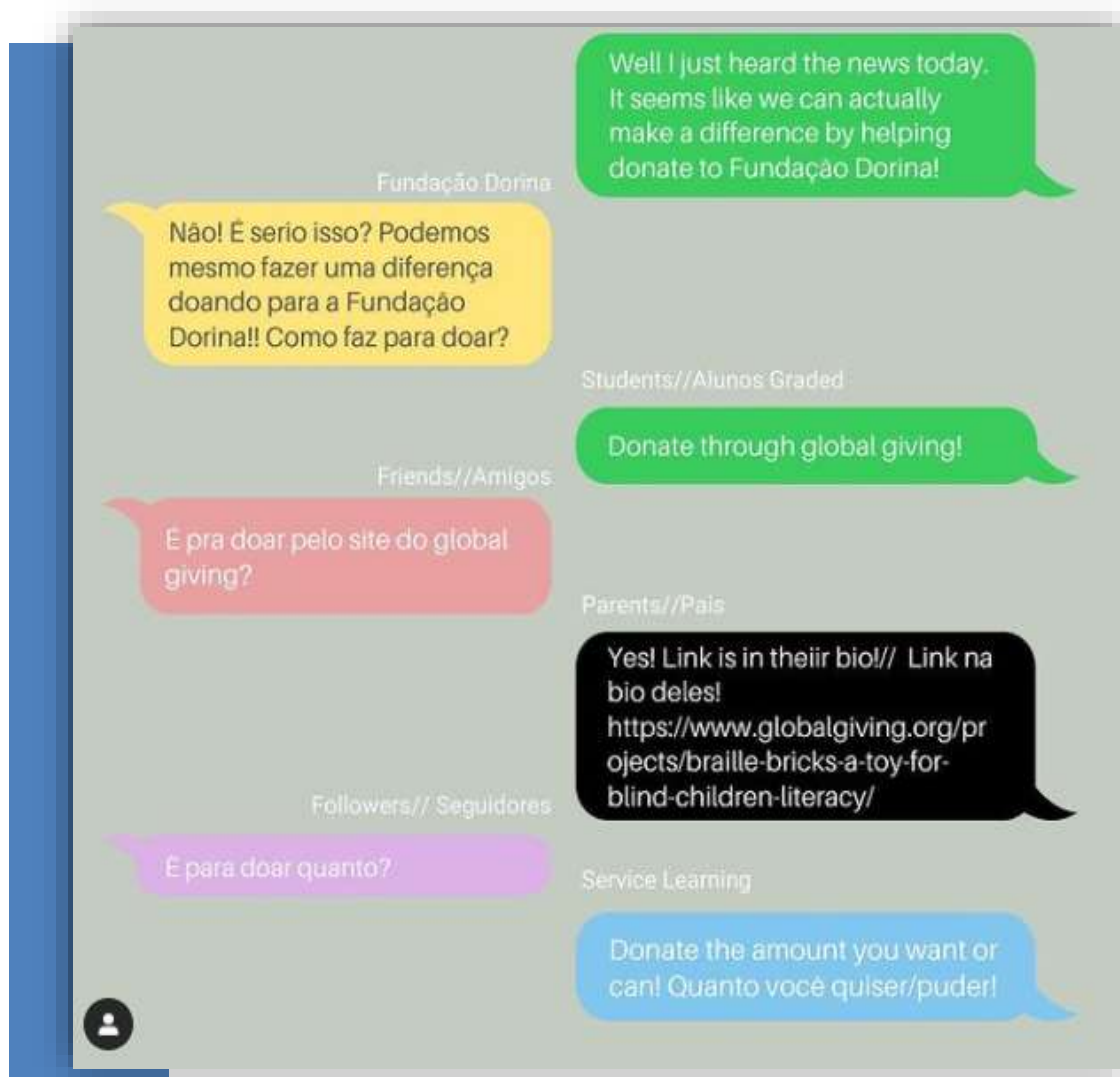 Well I just heard the news today.
It seems like we can actually
make a difference by helping
donate to Fundação Dorina!
Fundação Dorina
Não! É serio isso? Podemos
mesmo fazer uma diferença
doando para a Fundação
Dorina!! Como faz para doar?
Students//Alunos Graded
Donate through global giving!
Friends//Amigos
É pra doar pelo site do global
giving?
Parents//Pais
Yes! Link is in theiir bio!// Link na
bio deles!
https://www.globalgiving.org/pr
ojects/braille-bricks-a-toy-for-
blind-children-literacy/
Followers// Seguidores
É para doar quanto?
Service Learning
Donate the amount you want or
can! Quanto você quiser/puder!